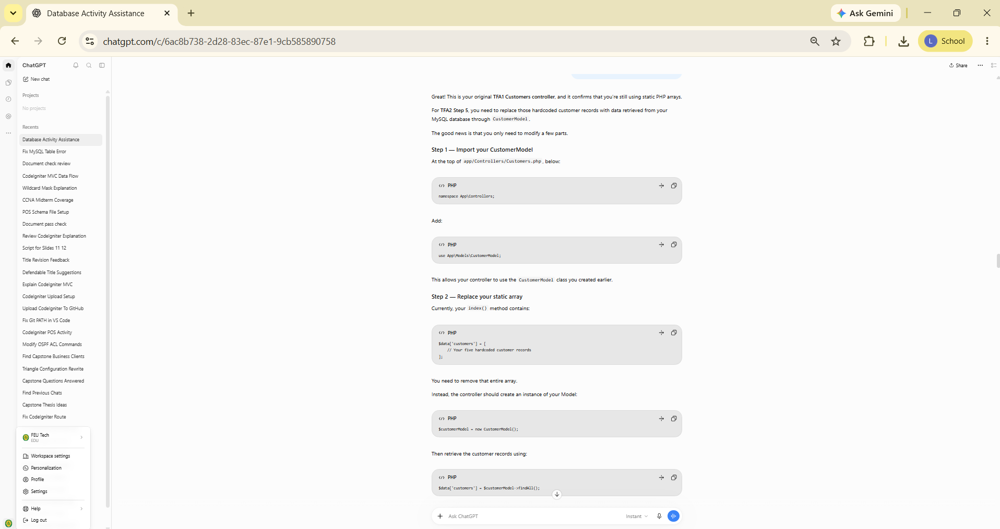 Database Activity Assistance
Ask Gemini
chatgpt.com/c/6ac8b738-2d28-83ec-87e1-9cb585890758
L School
ChatGPT
New chat
Projects
No projects
Recents
Database Activity Assistance
Fix MySQL Table Error
Document check review
CodeIgniter MVC Data Flow
Wildcard Mask Explanation
CCNA Midterm Coverage
POS Schema File Setup
Document pass check
Review CodeIgniter Explanation
Script for Slides 11 12
Title Revision Feedback
Defendable Title Suggestions
Explain CodeIgniter MVC
CodeIgniter Upload Setup
Upload CodeIgniter To GitHub
Fix Git PATH in VS Code
CodeIgniter POS Activity
Modify OSPF ACL Commands
Find Capstone Business Clients
Triangle Configuration Rewrite
Capstone Questions Answered
Find Previous Chats
Capstone Thesis Ideas
Fix CodeIgniter Route
FEU Tech
EDU
Workspace settings
Personalization
Profile
Settings
Help
Log out
Share
Great! This is your original TFA1 Customers controller, and it confirms that you're still using static PHP arrays.
For TFA2 Step 5, you need to replace those hardcoded customer records with data retrieved from your
MySQL database through CustomerModel.
The good news is that you only need to modify a few parts.
Step 1 — Import your CustomerModel
At the top of app/Controllers/Customers.php, below:
PHP
namespace App\Controllers;
Add:
PHP
use App\Models\CustomerModel;
This allows your controller to use the CustomerModel class you created earlier.
Step 2 — Replace your static array
Currently, your index() method contains:
PHP
$data['customers'] = [
// Your five hardcoded customer records
];
You need to remove that entire array.
Instead, the controller should create an instance of your Model:
PHP
$customerModel = new CustomerModel();
Then retrieve the customer records using:
PHP
$data['customers'] = $customerModel->findAll();
Ask ChatGPT
Instant